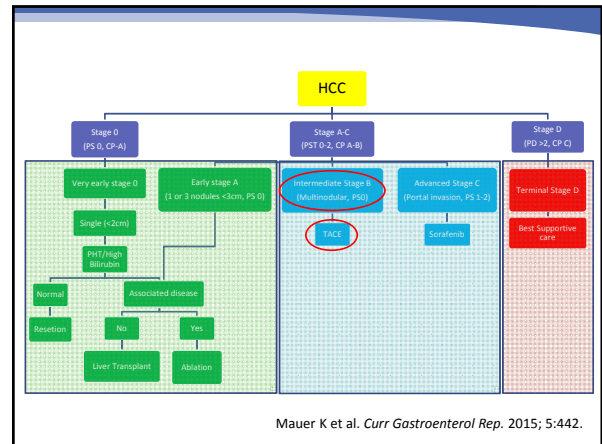 HCC
Stage 0
(PS 0, CP-A)
Stage A-C
(PST 0-2, CP A-B)
Stage D
(PD >2, CP C)
Very early stage 0
Early stage A
(1 or 3 nodules <3cm, PS 0)
Intermediate Stage B
(Multinodular, PS0)
Advanced Stage C
(Portal invasion, PS 1-2)
Terminal Stage D
Single (<2cm)
TACE
Sorafenib
Best Supportive
care
PHT/High
Bilirubin
Normal
Associated disease
Resetion
No
Yes
Liver Transplant
Ablation
Mauer K et al. Curr Gastroenterol Rep. 2015; 5:442.